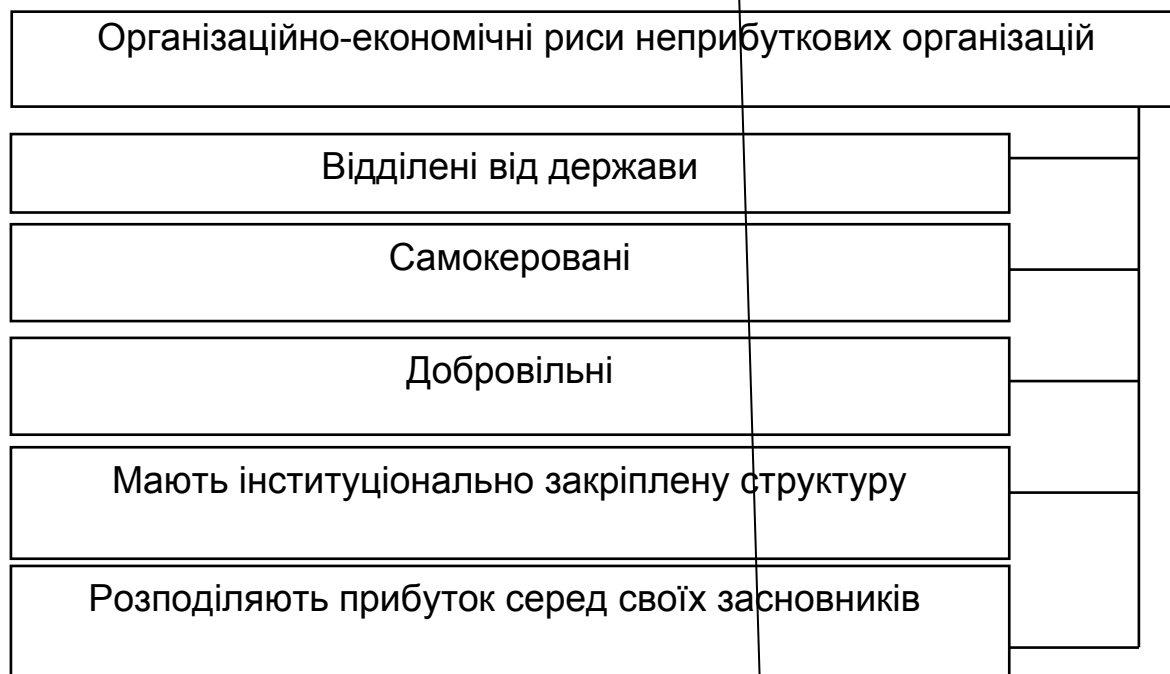 Організаційно-економічні риси неприбуткових організацій
Відділені від держави
Самокеровані
Добровільні
Мають інституціонально закріплену структуру
Розподіляють прибуток серед своїх засновників